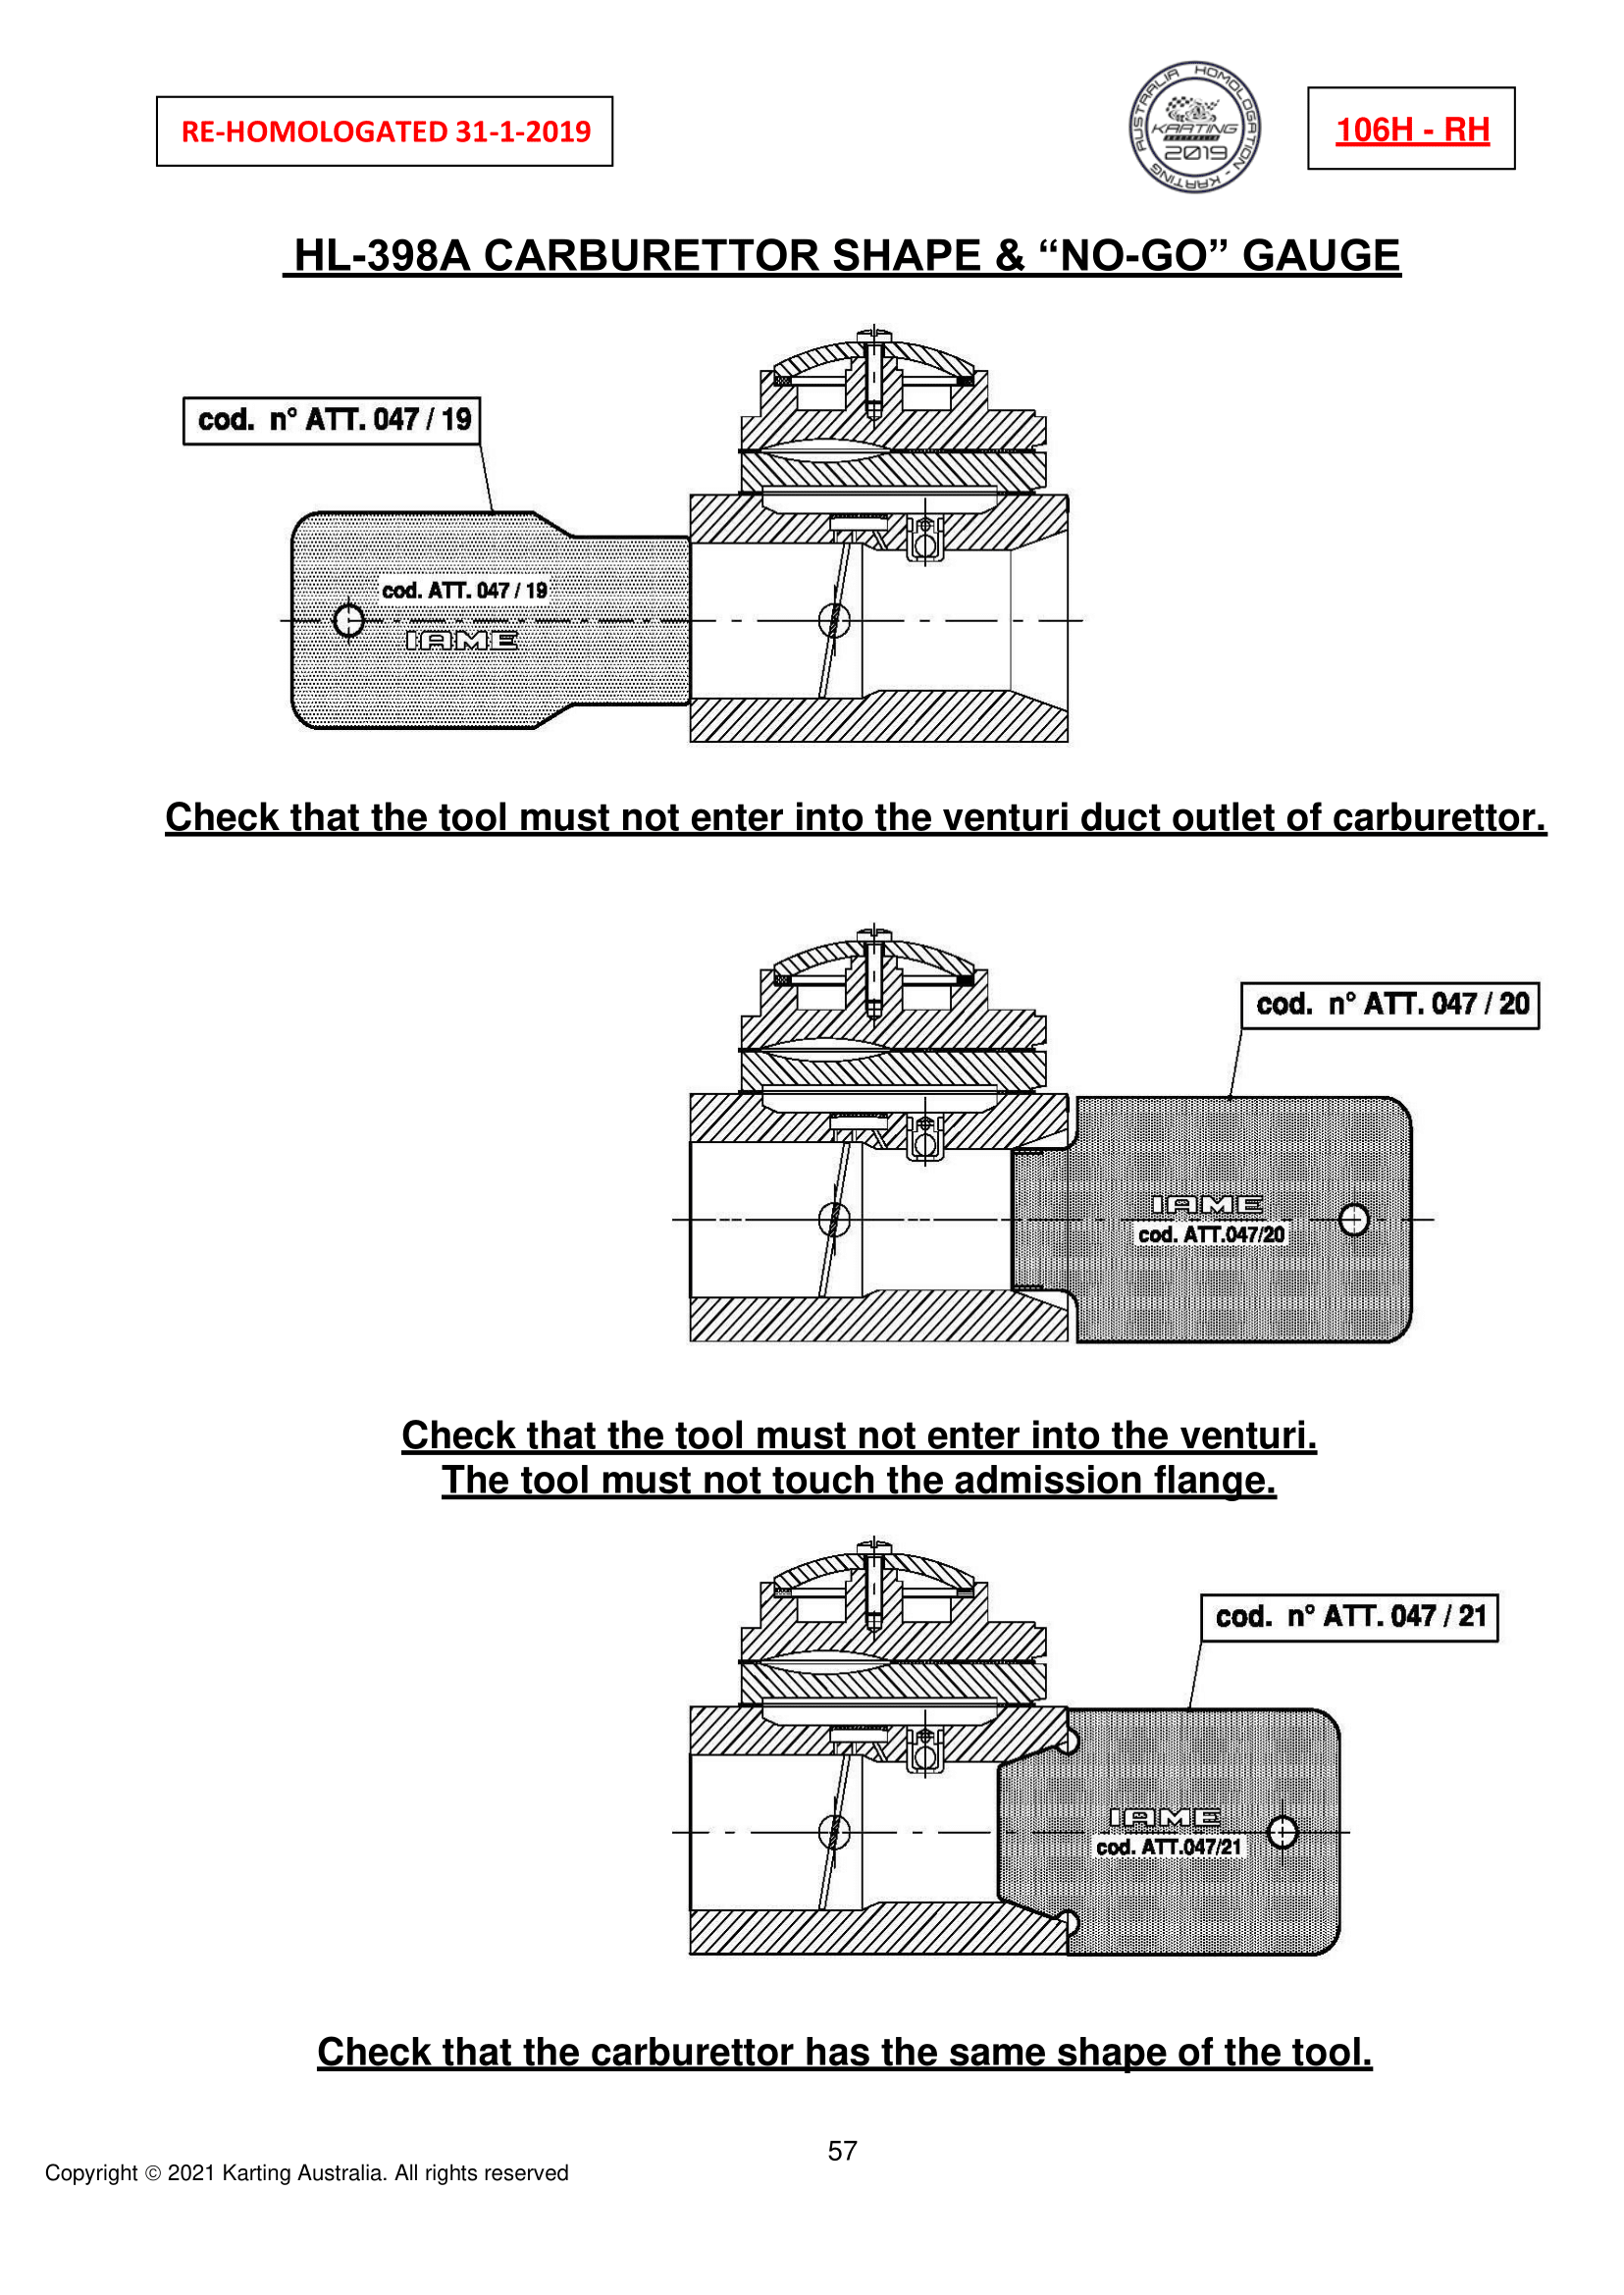 RE-HOMOLOGATED 31-1-2019
AUSTRALIA HOMOLOGATION - KARTING
KARTING
AUSTRALIA
2019
106H - RH
HL-398A CARBURETTOR SHAPE & “NO-GO” GAUGE
cod. n° ATT. 047 / 19
cod. ATT. 047 / 19
IAME
Check that the tool must not enter into the venturi duct outlet of carburettor.
cod. n° ATT. 047 / 20
IAME
cod. ATT.047/20
Check that the tool must not enter into the venturi.
The tool must not touch the admission flange.
cod. n° ATT. 047 / 21
IAME
cod. ATT.047/21
Check that the carburettor has the same shape of the tool.
57
Copyright © 2021 Karting Australia. All rights reserved